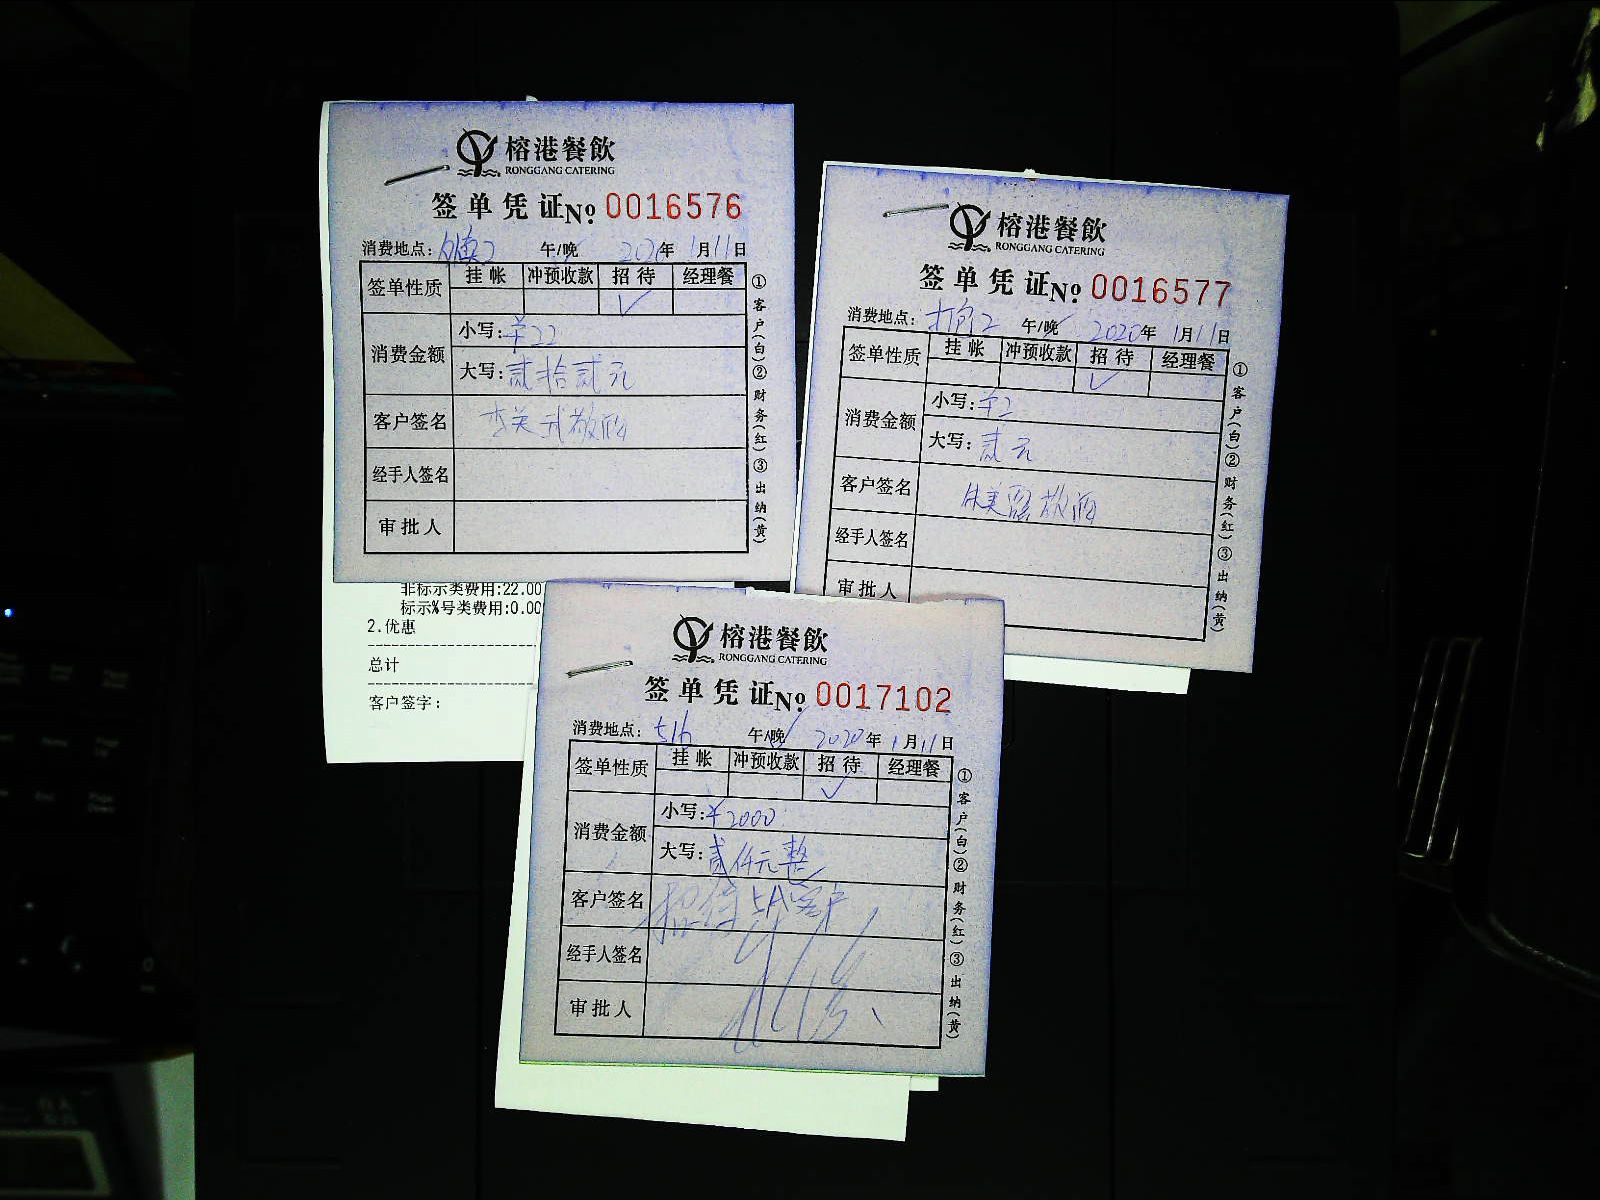 榕港餐飲
RONGGANG CATERING
签单凭证№ 0016576
消费地点: 午/晚 2020年1月11日
签单性质 挂帐 冲预收款 招待 经理餐
✓
消费金额
小写:¥22
大写:贰拾贰元
客户签名 敬酒
经手人签名
审批人
①客户(白)②财务(红)③出纳(黄)
非标示类费用:22.00
标示%号类费用:0.00
2.优惠
总计
客户签字:
榕港餐飲
RONGGANG CATERING
签单凭证№ 0016577
消费地点: 午/晚 2020年1月11日
签单性质 挂帐 冲预收款 招待 经理餐
✓
消费金额
小写:¥2
大写:贰元
客户签名 敬酒
经手人签名
审批人
①客户(白)②财务(红)③出纳(黄)
榕港餐飲
RONGGANG CATERING
签单凭证№ 0017102
消费地点: 516 午/晚 2020年1月11日
签单性质 挂帐 冲预收款 招待 经理餐
✓
消费金额
小写:¥2000
大写:贰仟元整
客户签名 招待 客户
经手人签名
审批人
①客户(白)②财务(红)③出纳(黄)